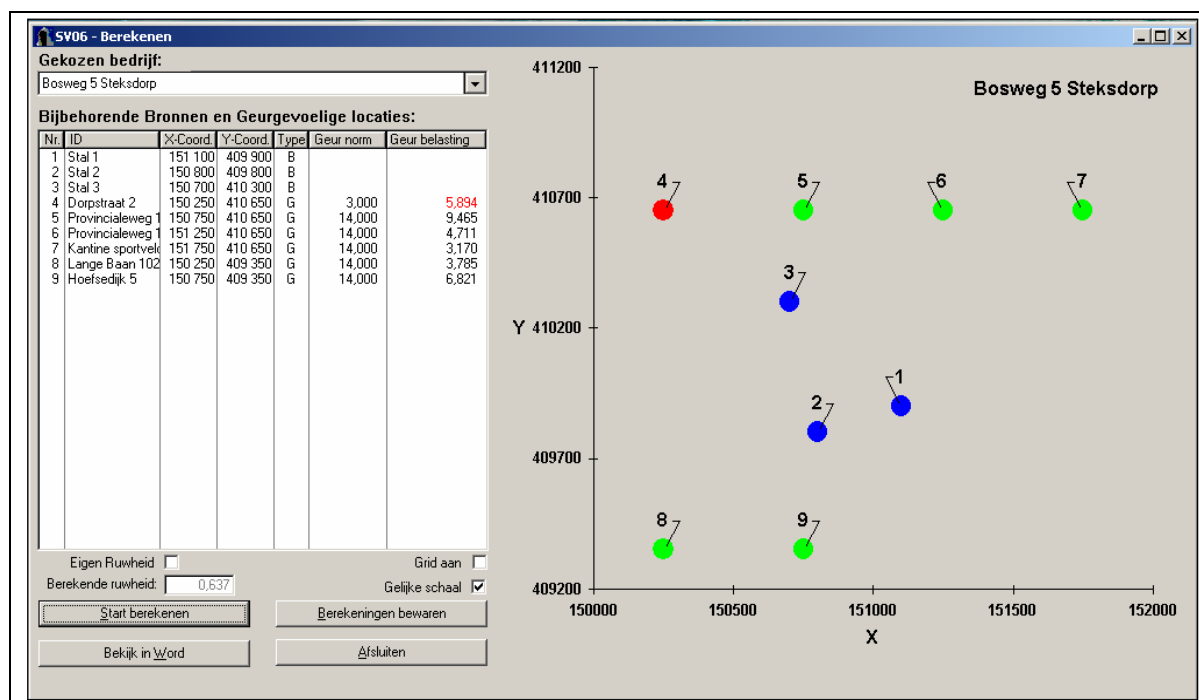 SV06 - Berekenen
Gekozen bedrijf:
Bosweg 5 Steksdorp
Bijbehorende Bronnen en Geurgevoelige locaties:
Nr. ID X-Coord. Y-Coord. Type Geur norm Geur belasting
1 Stal 1 151 100 409 900 B
2 Stal 2 150 800 409 800 B
3 Stal 3 150 700 410 300 B
4 Dorpstraat 2 150 250 410 650 G 3,000 5,894
5 Provincialeweg 1 150 750 410 650 G 14,000 9,465
6 Provincialeweg 1 151 250 410 650 G 14,000 4,711
7 Kantine sportveld 151 750 410 650 G 14,000 3,170
8 Lange Baan 102 150 250 409 350 G 14,000 3,785
9 Hoefsedijk 5 150 750 409 350 G 14,000 6,821
Eigen Ruwheid
Grid aan
Berekende ruwheid: 0,637
Gelijke schaal
Start berekenen
Berekeningen bewaren
Bekijk in Word
Afsluiten
Bosweg 5 Steksdorp
411200
410700
Y 410200
409700
409200
4 5 6 7
3
1
2
8 9
150000 150500 151000 151500 152000
X